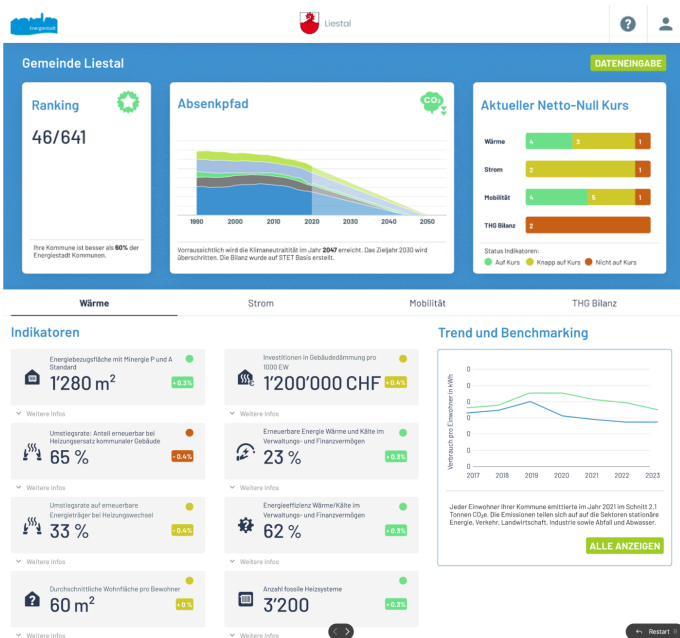 Energiestadt
Liestal
?
Gemeinde Liestal
DATENEINGABE
Ranking
46/641
Ihre Kommune ist besser als 60% der
Energiestadt Kommunen.
Absenkpfad
CO₂
1990 2000 2010 2020 2030 2040 2050
Vorraussichtlich wird die Klimaneutraltität im Jahr 2047 erreicht. Das Zieljahr 2030 wird
überschritten. Die Bilanz wurde auf STET Basis erstellt.
Aktueller Netto-Null Kurs
Wärme 4 3 1
Strom 2 1
Mobilität 4 5 1
THG Bilanz 2
Status Indikatoren:
Auf Kurs Knapp auf Kurs Nicht auf Kurs
Wärme Strom Mobilität THG Bilanz
Indikatoren
Energiebezugsfläche mit Minergie P und A
Standard
1'280 m²
+0.3%
Weitere Infos
Investitionen in Gebäudedämmung pro
1000 EW
1'200'000 CHF
+0.4%
Weitere Infos
Umstiegsrate: Anteil erneuerbar bei
Heizungsersatz kommunaler Gebäude
65 %
-0.4%
Weitere Infos
Erneuerbare Energie Wärme und Kälte im
Verwaltungs- und Finanzvermögen
23 %
+0.3%
Weitere Infos
Umstiegsrate auf erneuerbare
Energieträger bei Heizungswechsel
33 %
-0.4%
Weitere Infos
Energieeffizienz Wärme/Kälte im
Verwaltungs- und Finanzvermögen
62 %
+0.3%
Weitere Infos
Durchschnittliche Wohnfläche pro Bewohner
60 m²
+0%
Weitere Infos
Anzahl fossile Heizsysteme
3'200
+0.3%
Weitere Infos
Trend und Benchmarking
Verbrauch pro Einwohner in kWh
0
0
0
0
0
0
0
2017 2018 2019 2020 2021 2022 2023
Jeder Einwohner Ihrer Kommune emittierte im Jahr 2021 im Schnitt 2,1
Tonnen CO₂e. Die Emissionen teilen sich auf auf die Sektoren stationäre
Energie, Verkehr, Landwirtschaft, Industrie sowie Abfall und Abwasser.
ALLE ANZEIGEN
Restart